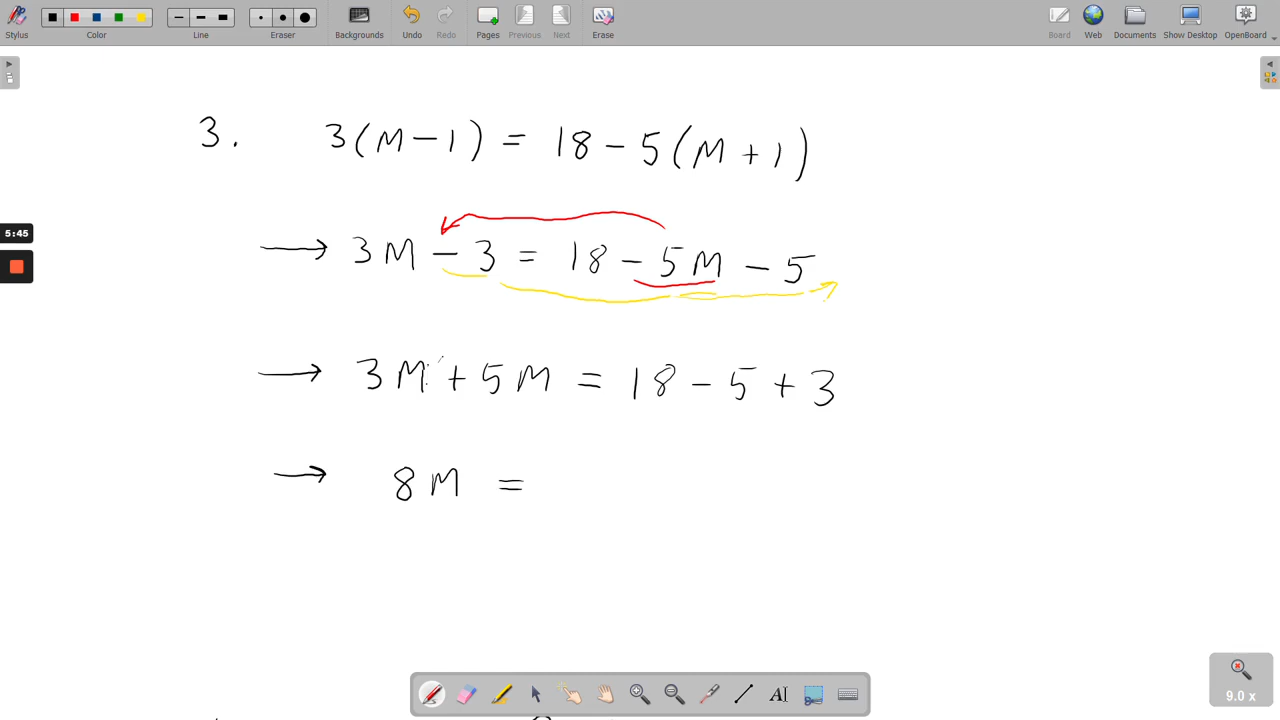 Stylus Color Line Eraser Backgrounds Undo Redo Pages Previous Next Erase Board Web Documents Show Desktop OpenBoard
3. 3(M-1) = 18-5(M+1)
5:45
→ 3M - 3 = 18 - 5M - 5
→ 3M + 5M = 18 - 5 + 3
→ 8M =
AI
9.0 x